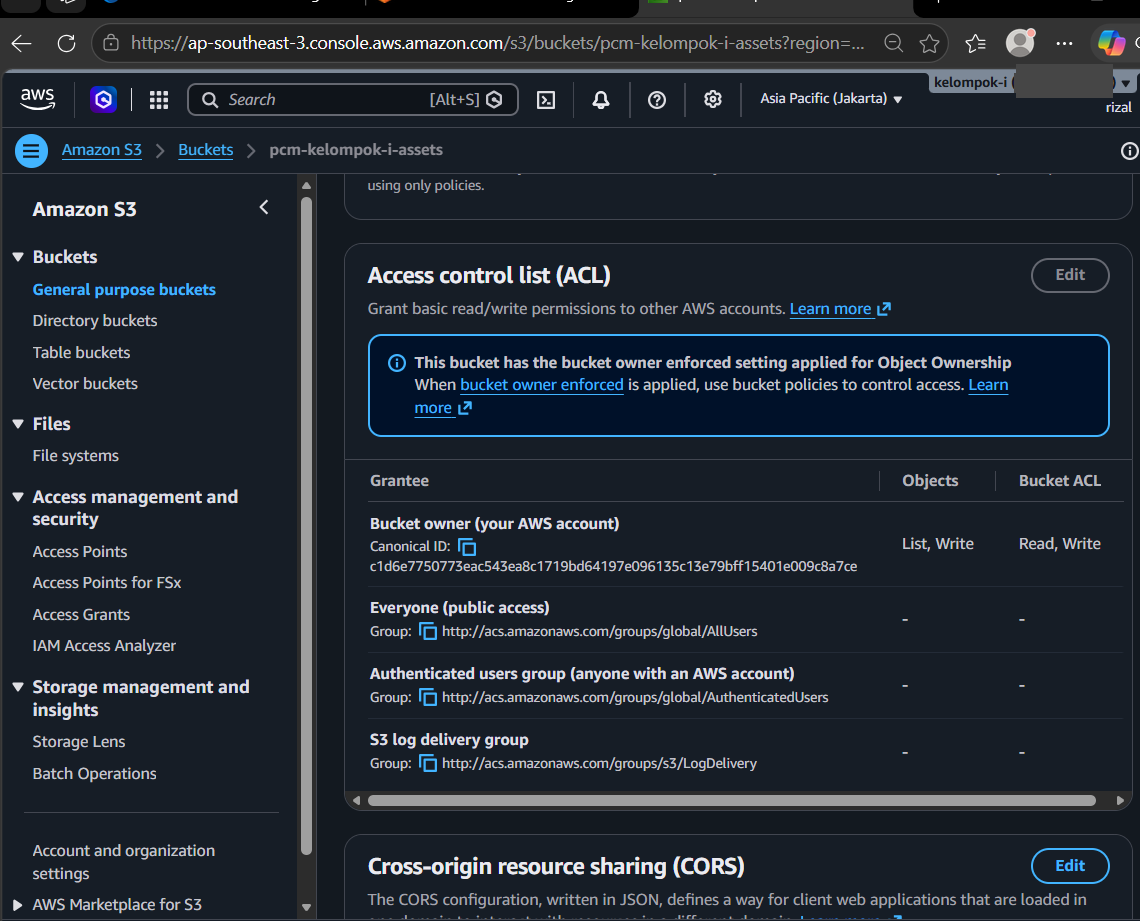 https://ap-southeast-3.console.aws.amazon.com/s3/buckets/pcm-kelompok-i-assets?region=...
aws
Search [Alt+S]
Asia Pacific (Jakarta)
kelompok-i (
)
rizal
Amazon S3
Buckets
pcm-kelompok-i-assets
Amazon S3
Buckets
General purpose buckets
Directory buckets
Table buckets
Vector buckets
Files
File systems
Access management and
security
Access Points
Access Points for FSx
Access Grants
IAM Access Analyzer
Storage management and
insights
Storage Lens
Batch Operations
Account and organization
settings
AWS Marketplace for S3
using only policies.
Access control list (ACL)
Edit
Grant basic read/write permissions to other AWS accounts. Learn more
This bucket has the bucket owner enforced setting applied for Object Ownership
When bucket owner enforced is applied, use bucket policies to control access. Learn
more
Grantee Objects Bucket ACL
Bucket owner (your AWS account)
Canonical ID:
c1d6e7750773eac543ea8c1719bd64197e096135c13e79bff15401e009c8a7ce
List, Write Read, Write
Everyone (public access)
Group: http://acs.amazonaws.com/groups/global/AllUsers
- -
Authenticated users group (anyone with an AWS account)
Group: http://acs.amazonaws.com/groups/global/AuthenticatedUsers
- -
S3 log delivery group
Group: http://acs.amazonaws.com/groups/s3/LogDelivery
- -
Cross-origin resource sharing (CORS)
Edit
The CORS configuration, written in JSON, defines a way for client web applications that are loaded in